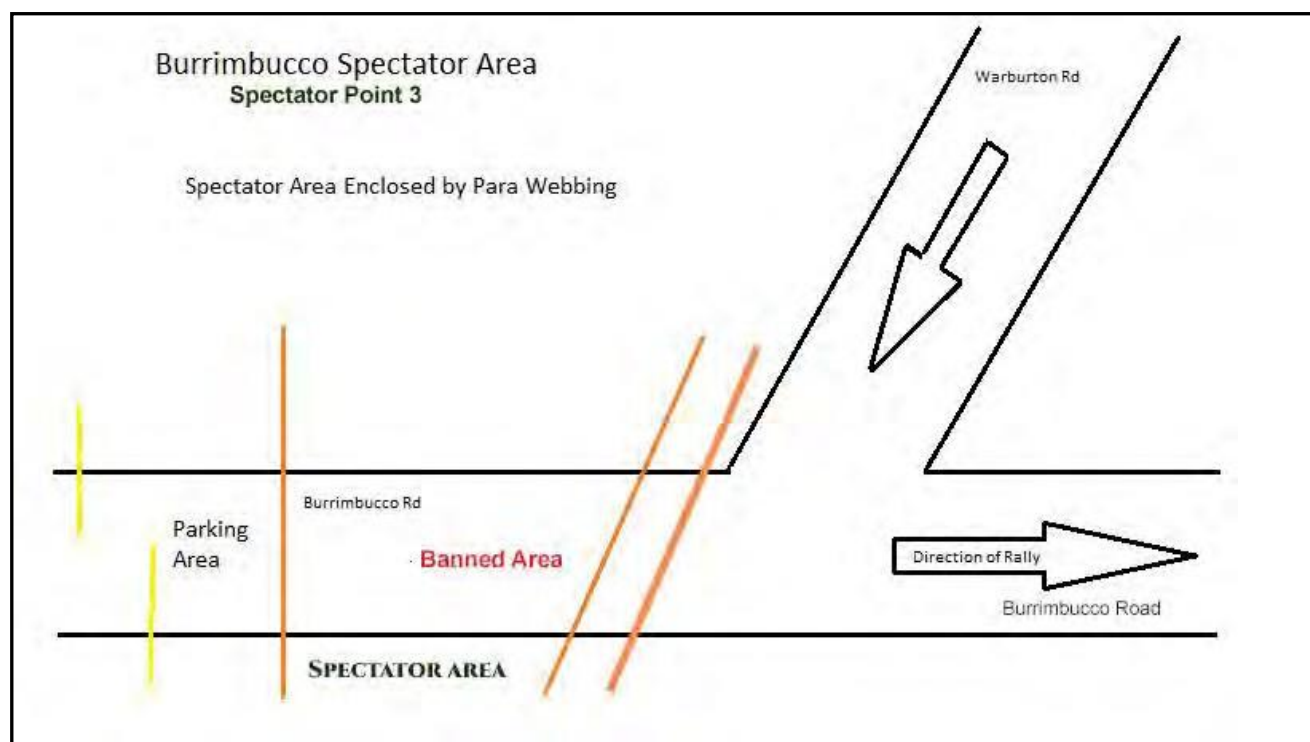 Burrimbucco Spectator Area
Spectator Point 3
Warburton Rd
Spectator Area Enclosed by Para Webbing
Burrimbucco Rd
Parking
Area
Banned Area
Direction of Rally
Burrimbucco Road
SPECTATOR AREA